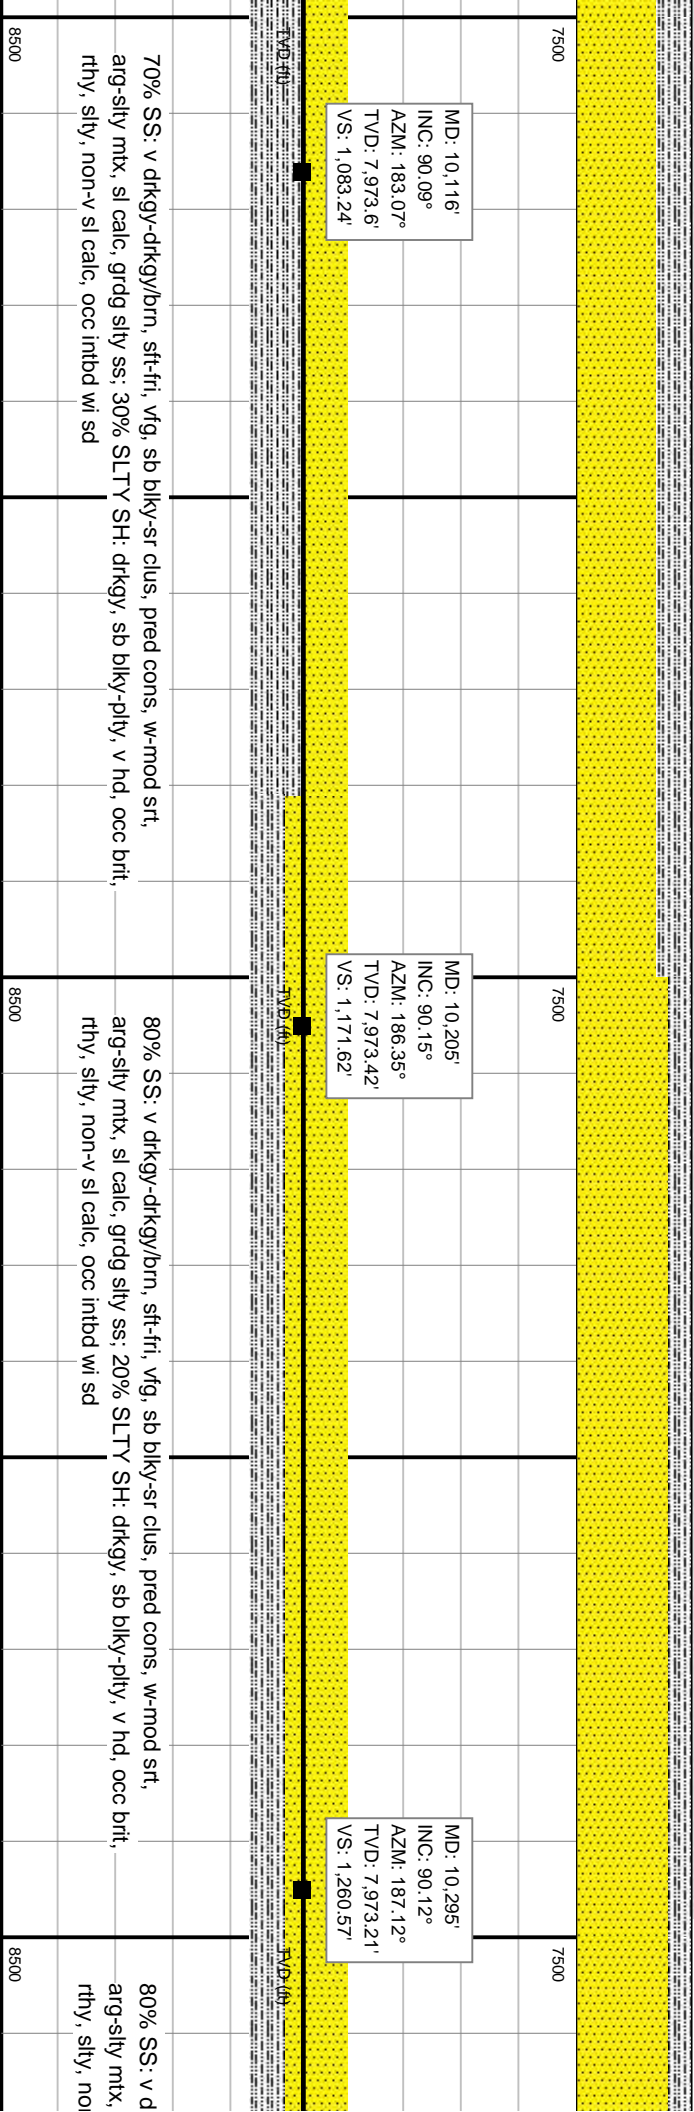 7500
8500
TVD (ft)
MD: 10,116'
INC: 90.09°
AZM: 183.07°
TVD: 7,973.6'
VS: 1,083.24'
70% SS: v drkgy-drkgy/brn, sft-fri, vfg, sb blky-sr clus, pred cons, w-mod srt,
arg-slty mtx, sl calc, grdg slty ss; 30% SLTY SH: drkgy, sb blky-plty, v hd, occ brit,
rthy, slty, non-v sl calc, occ intbd wi sd
7500
8500
TVD (ft)
MD: 10,205'
INC: 90.15°
AZM: 186.35°
TVD: 7,973.42'
VS: 1,171.62'
80% SS: v drkgy-drkgy/brn, sft-fri, vfg, sb blky-sr clus, pred cons, w-mod srt,
arg-slty mtx, sl calc, grdg slty ss; 20% SLTY SH: drkgy, sb blky-plty, v hd, occ brit,
rthy, slty, non-v sl calc, occ intbd wi sd
MD: 10,295'
INC: 90.12°
AZM: 187.12°
TVD: 7,973.21'
VS: 1,260.57'
7500
8500
TVD (ft)
80% SS: v d
arg-slty mtx,
rthy, slty, no